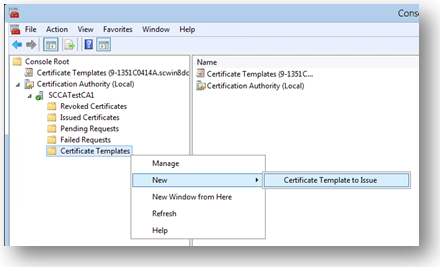 Conso
File Action View Favorites Window Help
Console Root
Certificate Templates (9-1351C0414A.scwin8do
Certification Authority (Local)
SCCATestCA1
Revoked Certificates
Issued Certificates
Pending Requests
Failed Requests
Certificate Templates
Name
Certificate Templates (9-1351C...
Certification Authority (Local)
Manage
New
New Window from Here
Refresh
Help
Certificate Template to Issue